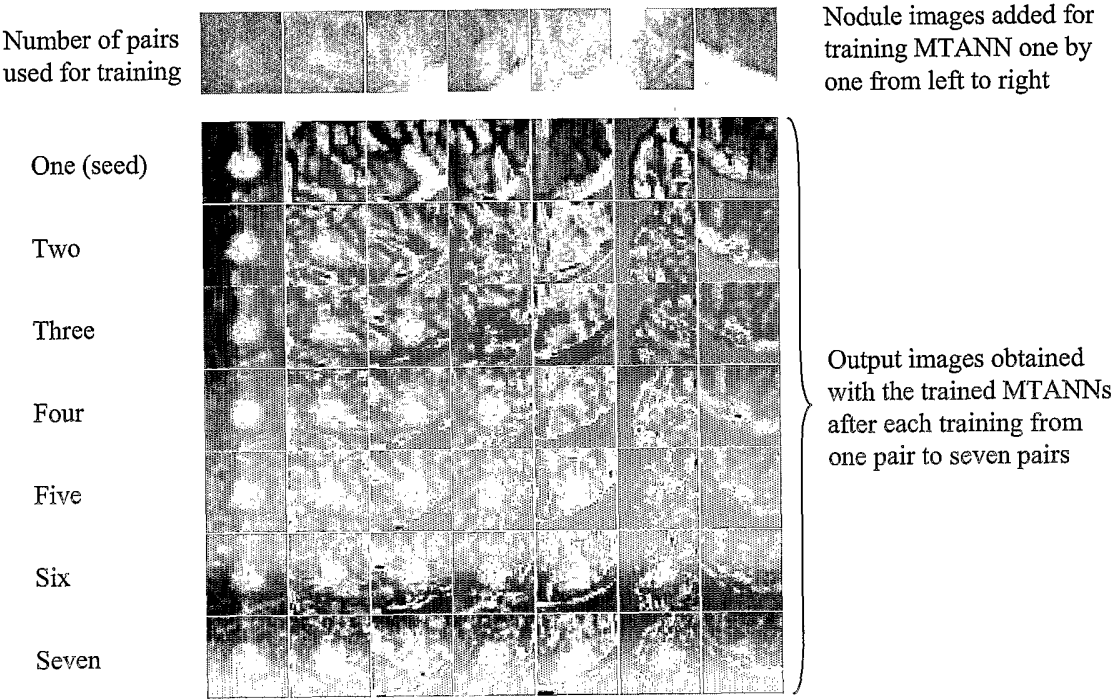 Number of pairs
used for training
Nodule images added for
training MTANN one by
one from left to right
One (seed)
Two
Three
Four
Five
Six
Seven
Output images obtained
with the trained MTANNs
after each training from
one pair to seven pairs